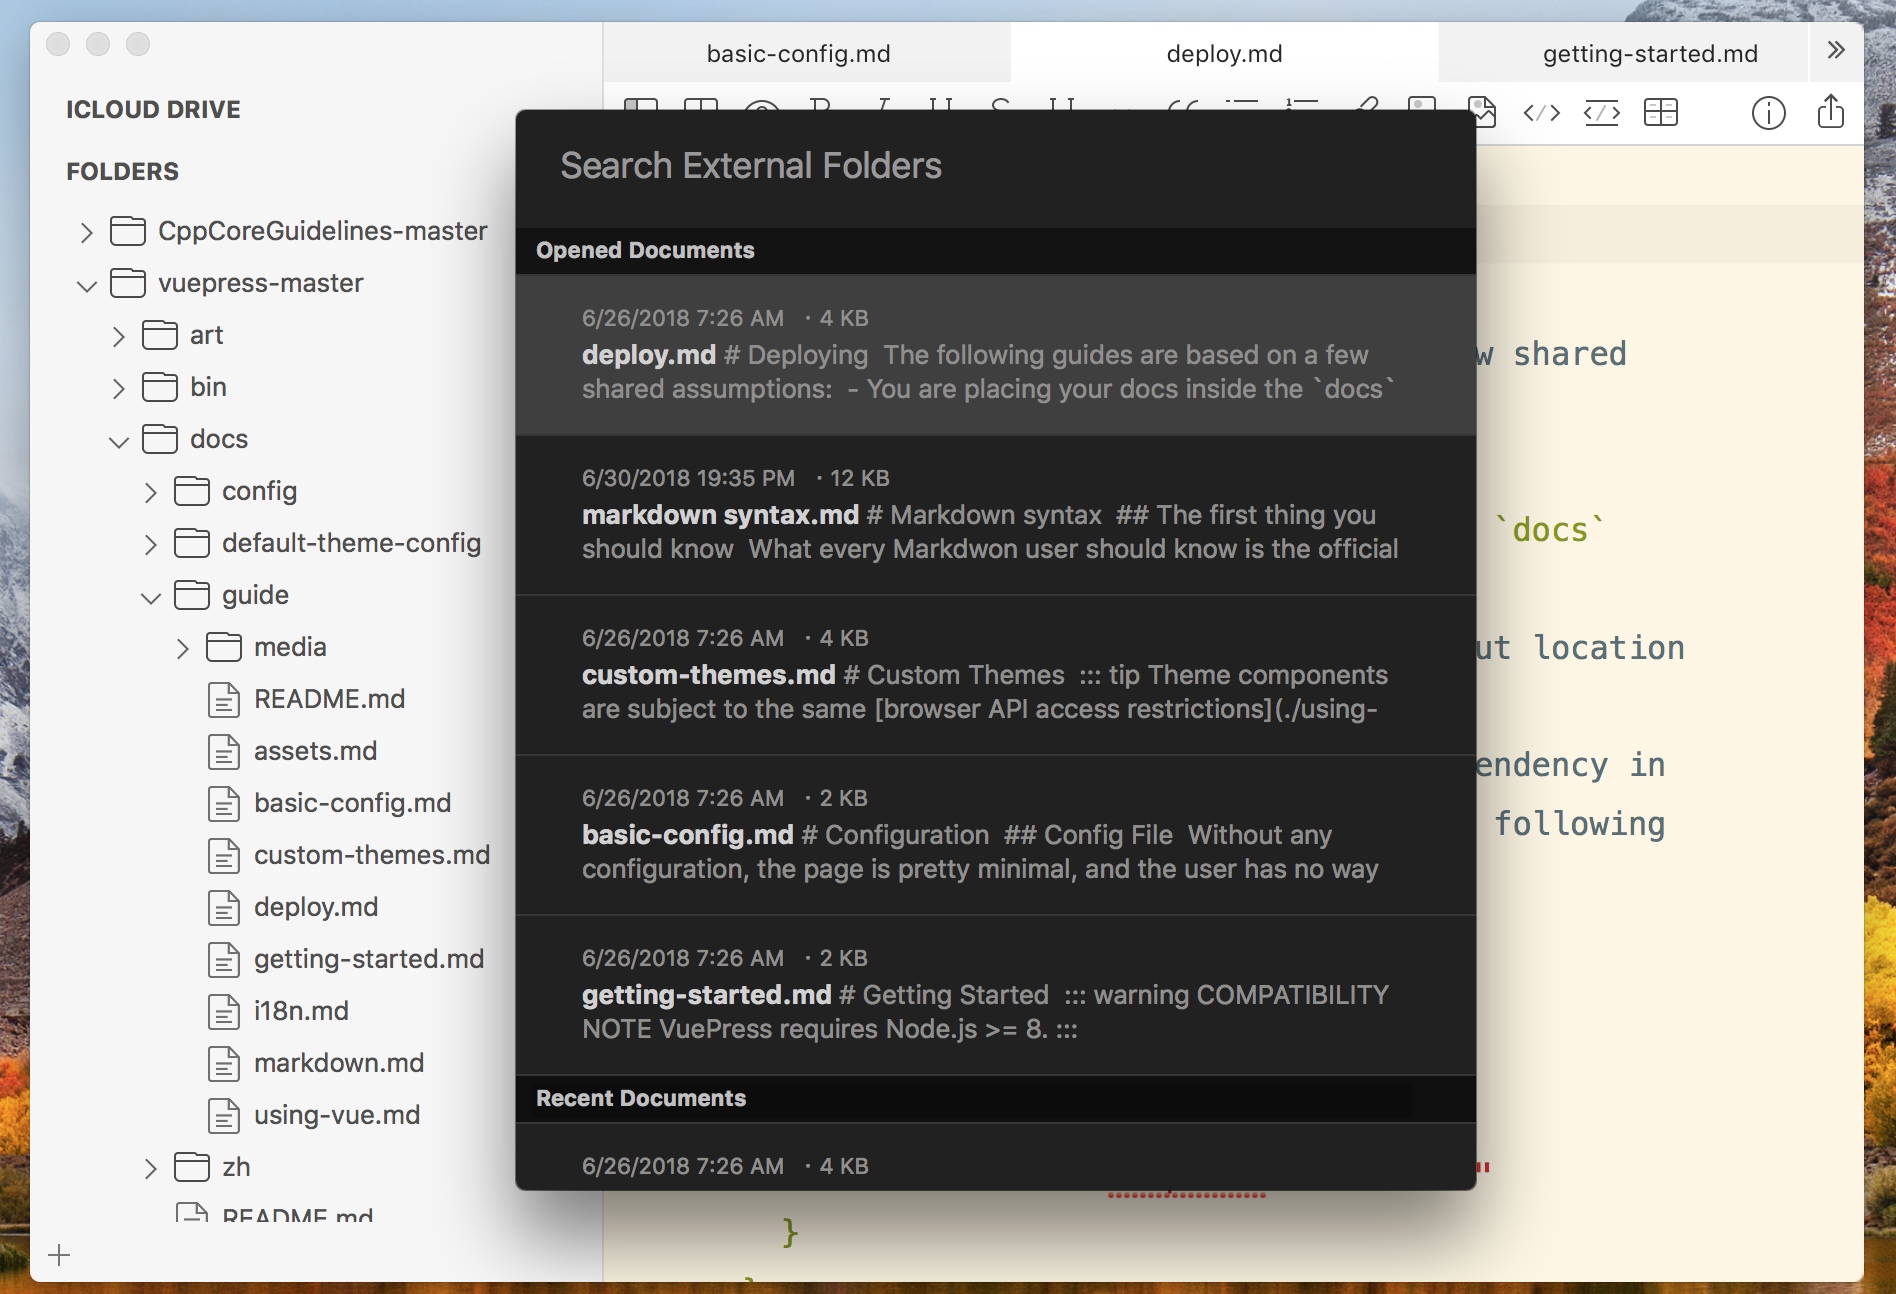 basic-config.md
deploy.md
getting-started.md
ICLOUD DRIVE
FOLDERS
CppCoreGuidelines-master
vuepress-master
art
bin
docs
config
default-theme-config
guide
media
README.md
assets.md
basic-config.md
custom-themes.md
deploy.md
getting-started.md
i18n.md
markdown.md
using-vue.md
zh
README.md
Search External Folders
Opened Documents
6/26/2018 7:26 AM · 4 KB
deploy.md # Deploying The following guides are based on a few
shared assumptions: - You are placing your docs inside the `docs`
6/30/2018 19:35 PM · 12 KB
markdown syntax.md # Markdown syntax ## The first thing you
should know What every Markdwon user should know is the official
6/26/2018 7:26 AM · 4 KB
custom-themes.md # Custom Themes ::: tip Theme components
are subject to the same [browser API access restrictions](./using-
6/26/2018 7:26 AM · 2 KB
basic-config.md # Configuration ## Config File Without any
configuration, the page is pretty minimal, and the user has no way
6/26/2018 7:26 AM · 2 KB
getting-started.md # Getting Started ::: warning COMPATIBILITY
NOTE VuePress requires Node.js >= 8. :::
Recent Documents
6/26/2018 7:26 AM · 4 KB
w shared
`docs`
ut location
endency in
following
"
}